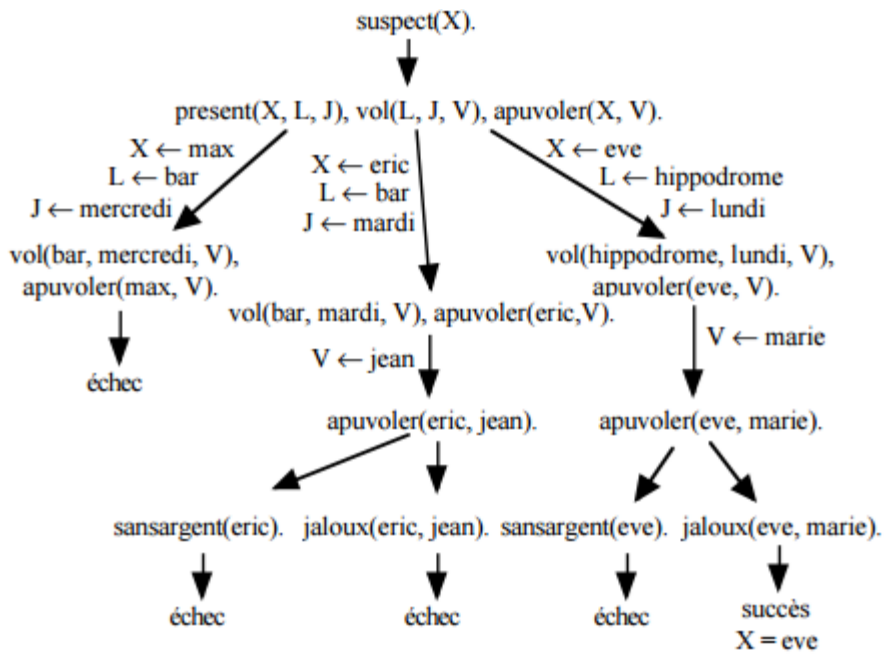 suspect(X).
present(X, L, J), vol(L, J, V), apuvoler(X, V).
X ← max
L ← bar
J ← mercredi
X ← eric
L ← bar
J ← mardi
X ← eve
L ← hippodrome
J ← lundi
vol(bar, mercredi, V),
apuvoler(max, V).
échec
vol(bar, mardi, V), apuvoler(eric,V).
V ← jean
vol(hippodrome, lundi, V),
apuvoler(eve, V).
V ← marie
apuvoler(eric, jean).
apuvoler(eve, marie).
sansargent(eric).
jaloux(eric, jean).
sansargent(eve).
jaloux(eve, marie).
échec
échec
échec
succès
X = eve